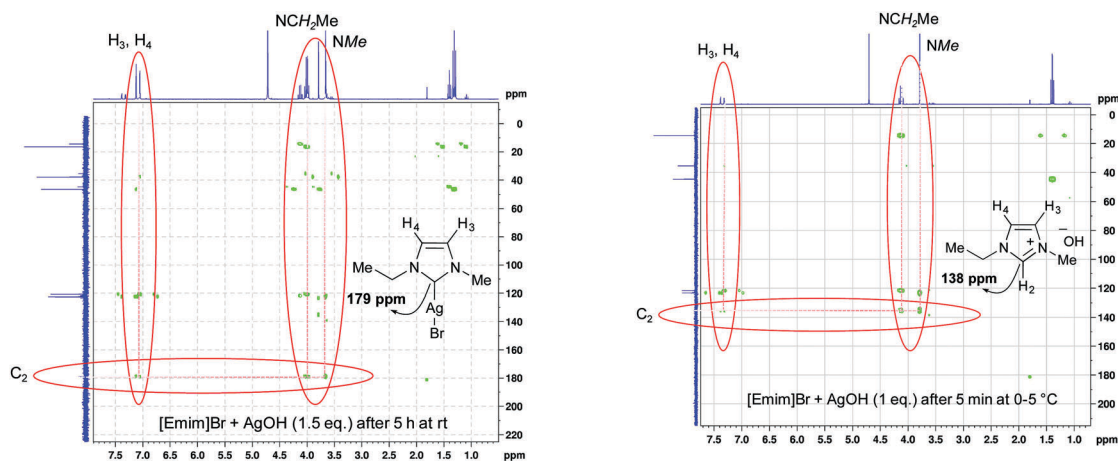 NCH₂Me
H₃, H₄
NMe
ppm
0
20
40
60
80
100
120
140
160
180
200
220
7.5 7.0 6.5 6.0 5.5 5.0 4.5 4.0 3.5 3.0 2.5 2.0 1.5 ppm
H₄
H₃
Me
N
N
Me
179 ppm
Ag
Br
C₂
[Emim]Br + AgOH (1.5 eq.) after 5 h at rt
NCH₂Me
H₃, H₄
NMe
ppm
0
20
40
60
80
100
120
140
160
180
200
7.5 7.0 6.5 6.0 5.5 5.0 4.5 4.0 3.5 3.0 2.5 2.0 1.5 1.0 ppm
H₄
H₃
−
OH
Me
N
+
N
Me
138 ppm
H₂
C₂
[Emim]Br + AgOH (1 eq.) after 5 min at 0-5 °C